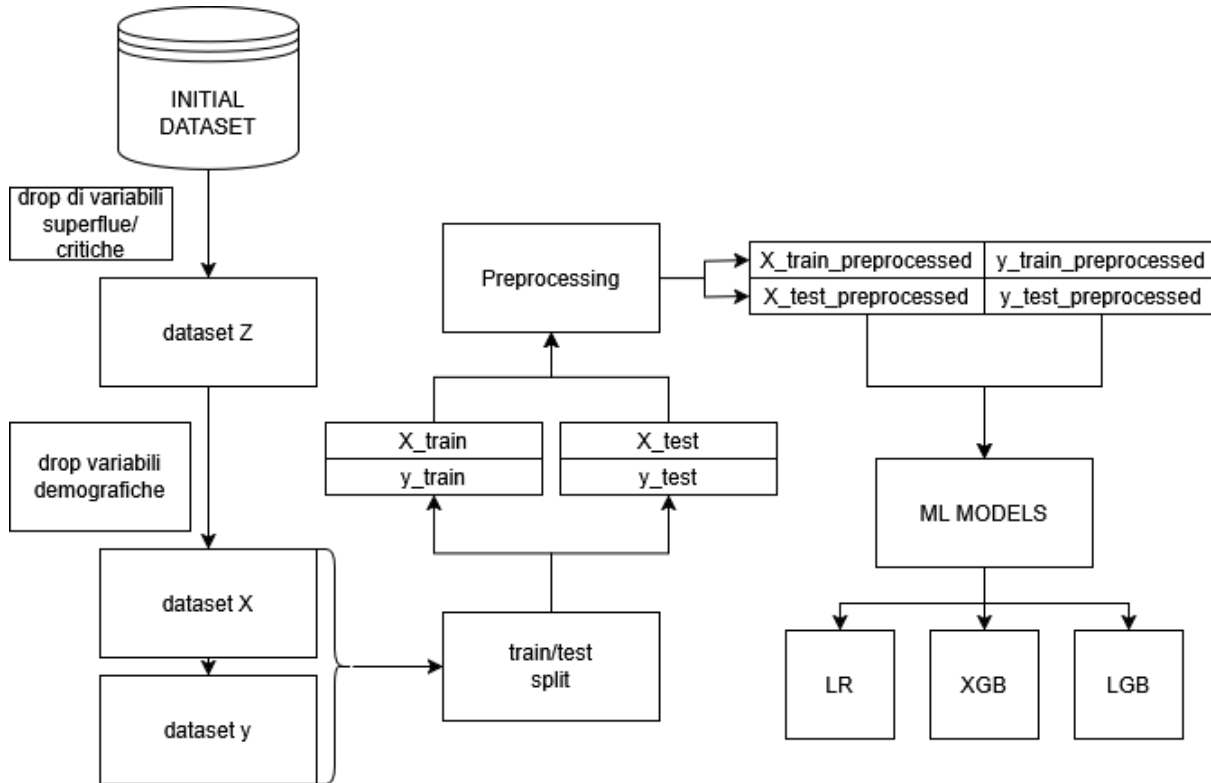 INITIAL
DATASET
drop di variabili
superflue/
critiche
dataset Z
drop variabili
demografiche
dataset X
dataset y
train/test
split
X_train
y_train
X_test
y_test
Preprocessing
X_train_preprocessed
y_train_preprocessed
X_test_preprocessed
y_test_preprocessed
ML MODELS
LR
XGB
LGB